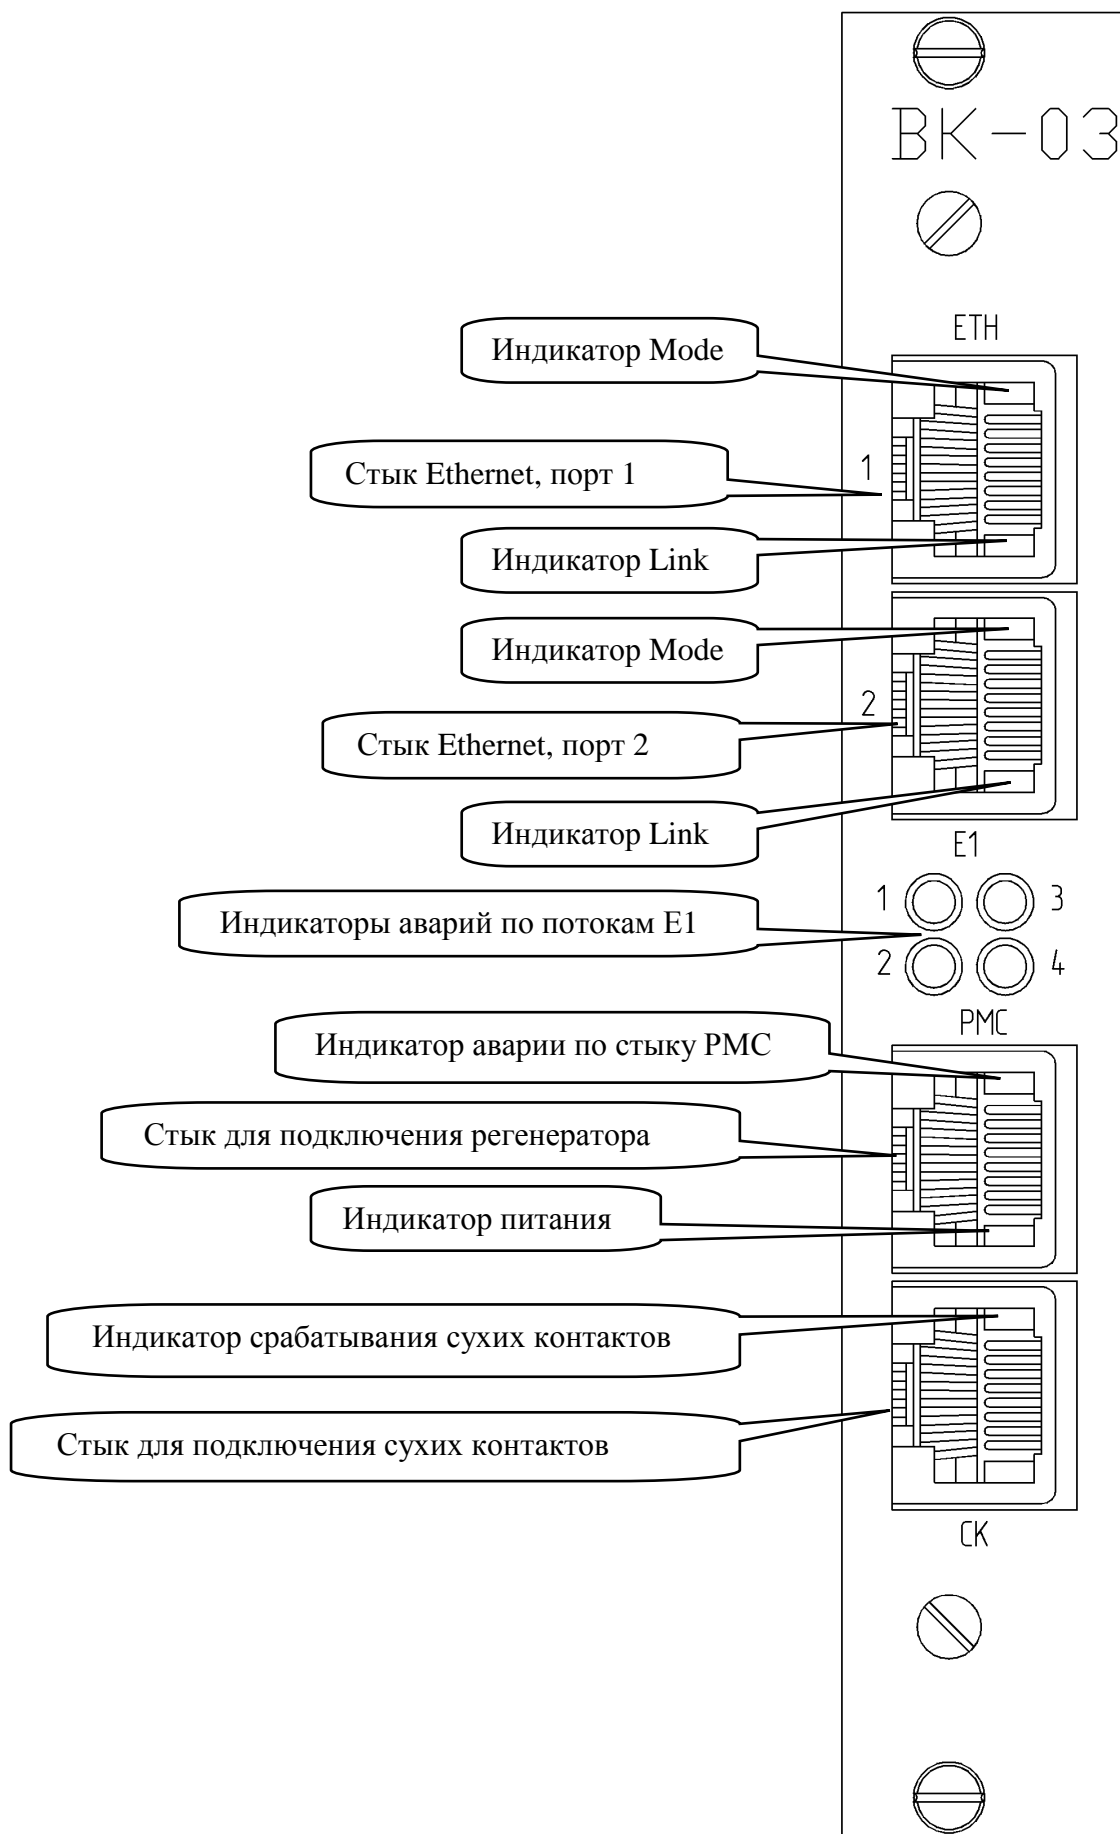 ВК-03
ETH
Индикатор Mode
Стык Ethernet, порт 1
1
Индикатор Link
Индикатор Mode
2
Стык Ethernet, порт 2
Индикатор Link
E1
1
3
Индикаторы аварий по потокам Е1
2
4
РМС
Индикатор аварии по стыку РМС
Стык для подключения регенератора
Индикатор питания
Индикатор срабатывания сухих контактов
Стык для подключения сухих контактов
СК